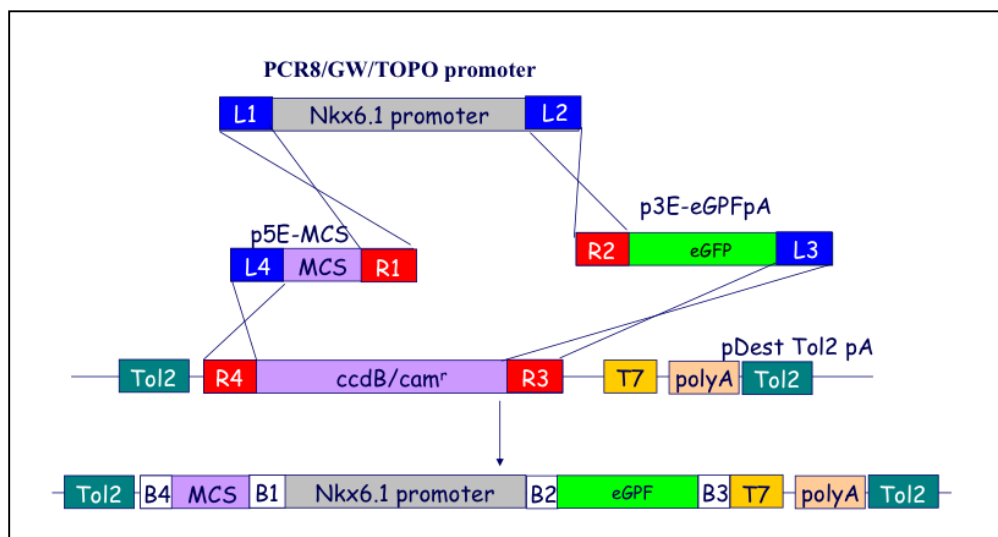 PCR8/GW/TOPO promoter
L1 Nkx6.1 promoter L2
p3E-eGPFpA
p5E-MCS
R2 eGFP L3
L4 MCS R1
pDest Tol2 pA
Tol2 R4 ccdB/camʳ R3 T7 polyA Tol2
Tol2 B4 MCS B1 Nkx6.1 promoter B2 eGPF B3 T7 polyA Tol2